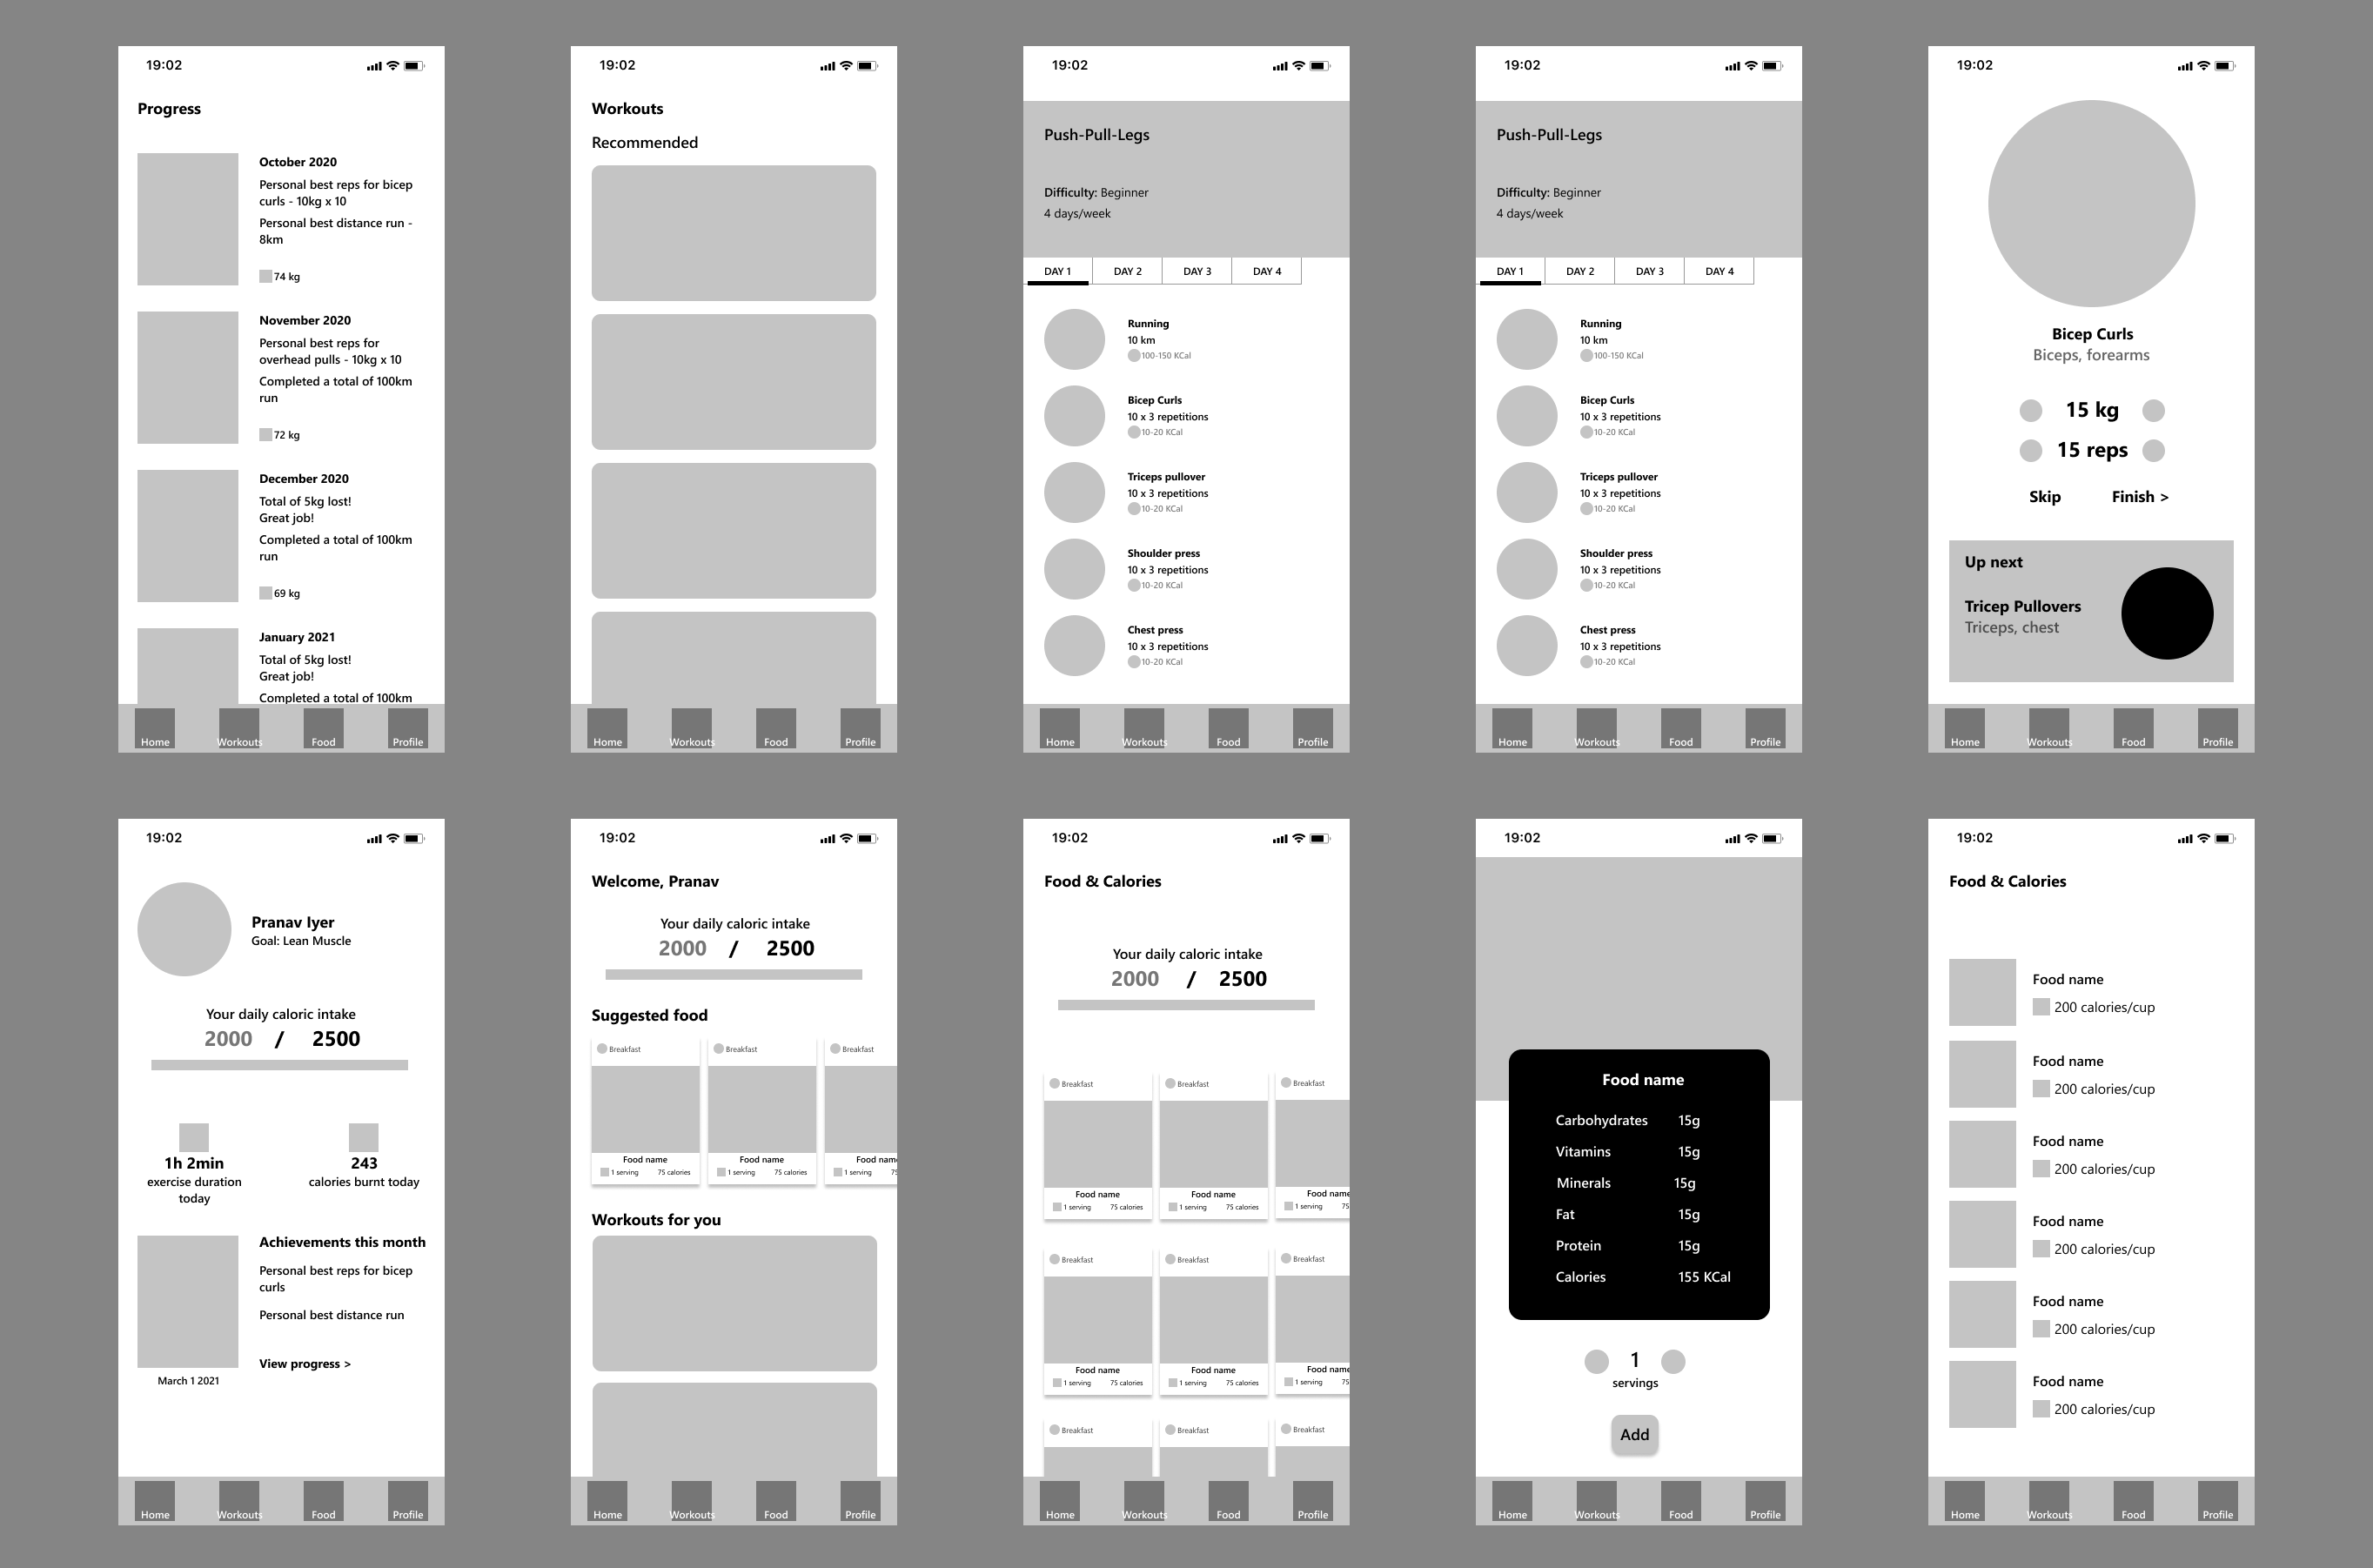 19:02
Progress
October 2020
Personal best reps for bicep
curls - 10kg x 10
Personal best distance run -
8km
74 kg
November 2020
Personal best reps for
overhead pulls - 10kg x 10
Completed a total of 100km
run
72 kg
December 2020
Total of 5kg lost!
Great job!
Completed a total of 100km
run
69 kg
January 2021
Total of 5kg lost!
Great job!
Completed a total of 100km
Home Workouts Food Profile
19:02
Workouts
Recommended
Home Workouts Food Profile
19:02
Push-Pull-Legs
Difficulty: Beginner
4 days/week
DAY 1 DAY 2 DAY 3 DAY 4
Running
10 km
100-150 KCal
Bicep Curls
10 x 3 repetitions
10-20 KCal
Triceps pullover
10 x 3 repetitions
10-20 KCal
Shoulder press
10 x 3 repetitions
10-20 KCal
Chest press
10 x 3 repetitions
10-20 KCal
Home Workouts Food Profile
19:02
Push-Pull-Legs
Difficulty: Beginner
4 days/week
DAY 1 DAY 2 DAY 3 DAY 4
Running
10 km
100-150 KCal
Bicep Curls
10 x 3 repetitions
10-20 KCal
Triceps pullover
10 x 3 repetitions
10-20 KCal
Shoulder press
10 x 3 repetitions
10-20 KCal
Chest press
10 x 3 repetitions
10-20 KCal
Home Workouts Food Profile
19:02
Bicep Curls
Biceps, forearms
15 kg
15 reps
Skip Finish >
Up next
Tricep Pullovers
Triceps, chest
Home Workouts Food Profile
19:02
Pranav Iyer
Goal: Lean Muscle
Your daily caloric intake
2000 / 2500
1h 2min
exercise duration
today
243
calories burnt today
Achievements this month
Personal best reps for bicep
curls
Personal best distance run
View progress >
March 1 2021
Home Workouts Food Profile
19:02
Welcome, Pranav
Your daily caloric intake
2000 / 2500
Suggested food
Breakfast Breakfast Breakfast
Food name Food name Food nam
1 serving 75 calories 1 serving 75 calories 1 serving 75
Workouts for you
Home Workouts Food Profile
19:02
Food & Calories
Your daily caloric intake
2000 / 2500
Breakfast Breakfast Breakfast
Food name Food name Food name
1 serving 75 calories 1 serving 75 calories 1 serving 75
Breakfast Breakfast Breakfast
Food name Food name Food name
1 serving 75 calories 1 serving 75 calories 1 serving 75
Breakfast Breakfast Breakfast
Home Workouts Food Profile
19:02
Food name
Carbohydrates 15g
Vitamins 15g
Minerals 15g
Fat 15g
Protein 15g
Calories 155 KCal
1
servings
Add
Home Workouts Food Profile
19:02
Food & Calories
Food name
200 calories/cup
Food name
200 calories/cup
Food name
200 calories/cup
Food name
200 calories/cup
Food name
200 calories/cup
Food name
200 calories/cup
Home Workouts Food Profile